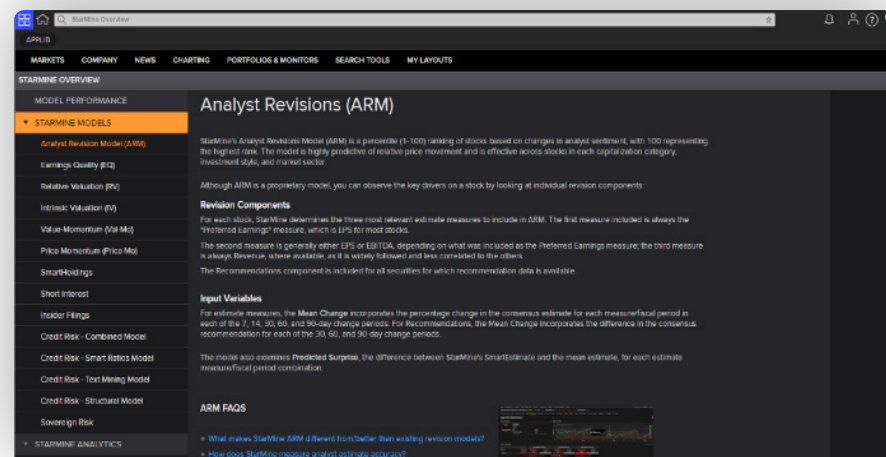 StarMine Overview
APPLIB
MARKETS COMPANY NEWS CHARTING PORTFOLIOS & MONITORS SEARCH TOOLS MY LAYOUTS
STARMINE OVERVIEW
MODEL PERFORMANCE
STARMINE MODELS
Analyst Revision Model (ARM)
Earnings Quality (EQ)
Relative Valuation (RV)
Intrinsic Valuation (IV)
Value-Momentum (Val-Mo)
Price Momentum (Price Mo)
SmartHoldings
Short Interest
Insider Filings
Credit Risk - Combined Model
Credit Risk - Smart Ratios Model
Credit Risk - Text Mining Model
Credit Risk - Structural Model
Sovereign Risk
STARMINE ANALYTICS
Analyst Revisions (ARM)
StarMine's Analyst Revisions Model (ARM) is a percentile (1-100) ranking of stocks based on changes in analyst sentiment, with 100 representing
the highest rank. The model is highly predictive of relative price movement and is effective across stocks in each capitalization category,
investment style, and market sector.
Although ARM is a proprietary model, you can observe the key drivers on a stock by looking at individual revision components:
Revision Components
For each stock, StarMine determines the three most relevant estimate measures to include in ARM. The first measure included is always the
"Preferred Earnings" measure, which is EPS for most stocks.
The second measure is generally either EPS or EBITDA, depending on what was included as the Preferred Earnings measure; the third measure
is always Revenue, where available, as it is widely followed and less correlated to the others.
The Recommendations component is included for all securities for which recommendation data is available.
Input Variables
For estimate measures, the Mean Change incorporates the percentage change in the consensus estimate for each measure/fiscal period in
each of the 7, 14, 30, 60, and 90-day change periods. For Recommendations, the Mean Change incorporates the difference in the consensus
recommendation for each of the 30, 60, and 90-day change periods.
The model also examines Predicted Surprise, the difference between StarMine's SmartEstimate and the mean estimate, for each estimate
measure/fiscal period combination.
ARM FAQS
What makes StarMine ARM different from/better than existing revision models?
How does StarMine measure analyst estimate accuracy?